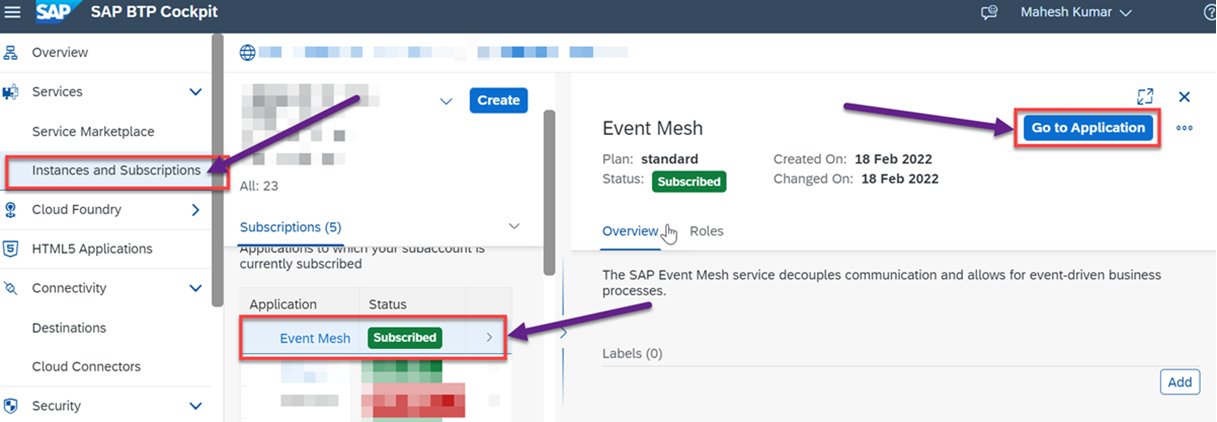 SAP
SAP BTP Cockpit
Mahesh Kumar
Overview
Services
Service Marketplace
Instances and Subscriptions
Cloud Foundry
HTML5 Applications
Connectivity
Destinations
Cloud Connectors
Security
Create
All: 23
Subscriptions (5)
Applications to which your subaccount is
currently subscribed
Application Status
Event Mesh Subscribed
Event Mesh
Go to Application
Plan: standard
Created On: 18 Feb 2022
Status: Subscribed
Changed On: 18 Feb 2022
Overview Roles
The SAP Event Mesh service decouples communication and allows for event-driven business
processes.
Labels (0)
Add